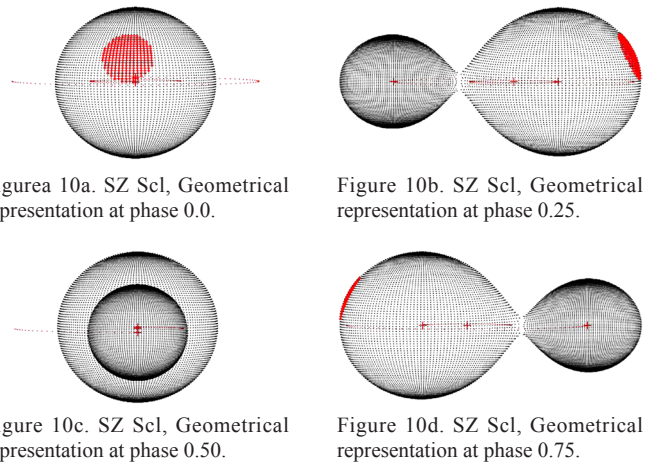 igurea 10a. SZ Scl, Geometrical
presentation at phase 0.0.
Figure 10b. SZ Scl, Geometrical
representation at phase 0.25.
igure 10c. SZ Scl, Geometrical
presentation at phase 0.50.
Figure 10d. SZ Scl, Geometrical
representation at phase 0.75.